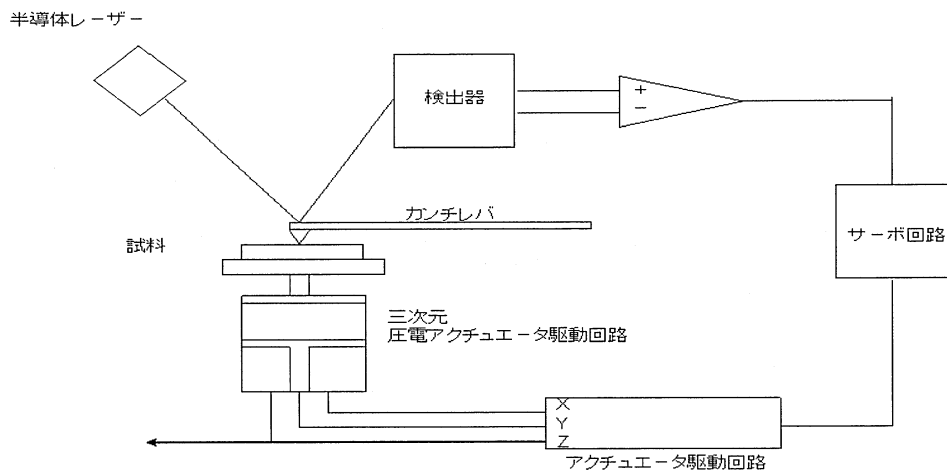 半導体レーザー
検出器
+
−
カンチレバ
試料
サーボ回路
三次元
圧電アクチュエータ駆動回路
X
Y
Z
アクチュエータ駆動回路